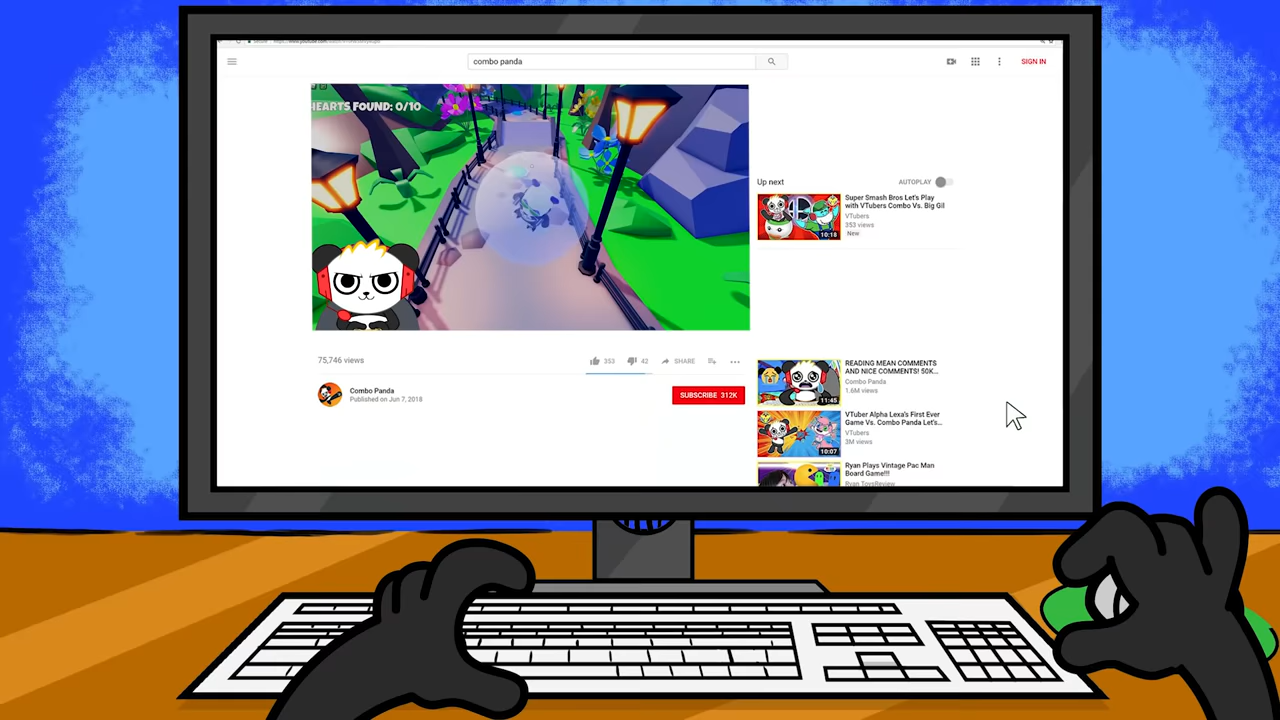 combo panda
SIGN IN
HEARTS FOUND: 0/10
Up next
AUTOPLAY
Super Smash Bros Let's Play
with VTubers Combo Vs. Big Gil
VTubers
353 views
New
10:18
75,746 views
353
42
SHARE
Combo Panda
Published on Jun 7, 2018
SUBSCRIBE 312K
READING MEAN COMMENTS
AND NICE COMMENTS! 50K...
Combo Panda
1.6M views
11:45
VTuber Alpha Lexa's First Ever
Game Vs. Combo Panda Let's...
VTubers
3M views
10:07
Ryan Plays Vintage Pac Man
Board Game!!!
Ryan ToysReview